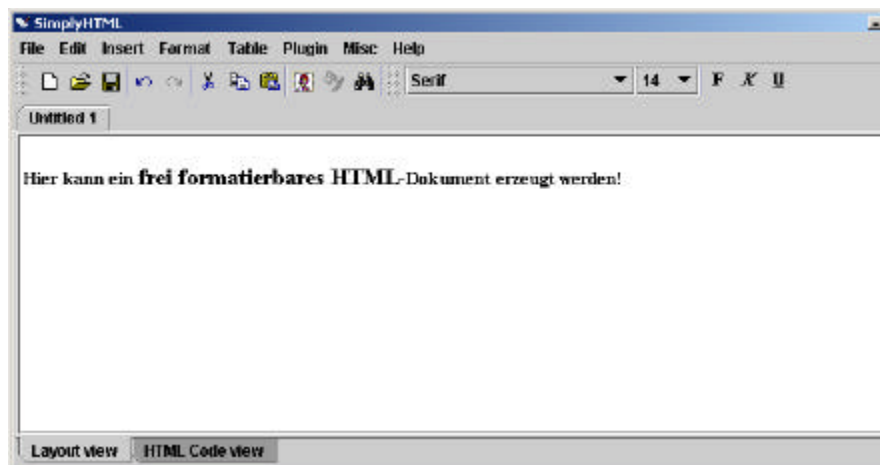 SimplyHTML
File Edit Insert Format Table Plugin Misc Help
Serif 14 F K U
Untitled 1
Hier kann ein frei formatierbares HTML-Dokument erzeugt werden!
Layout view HTML Code view